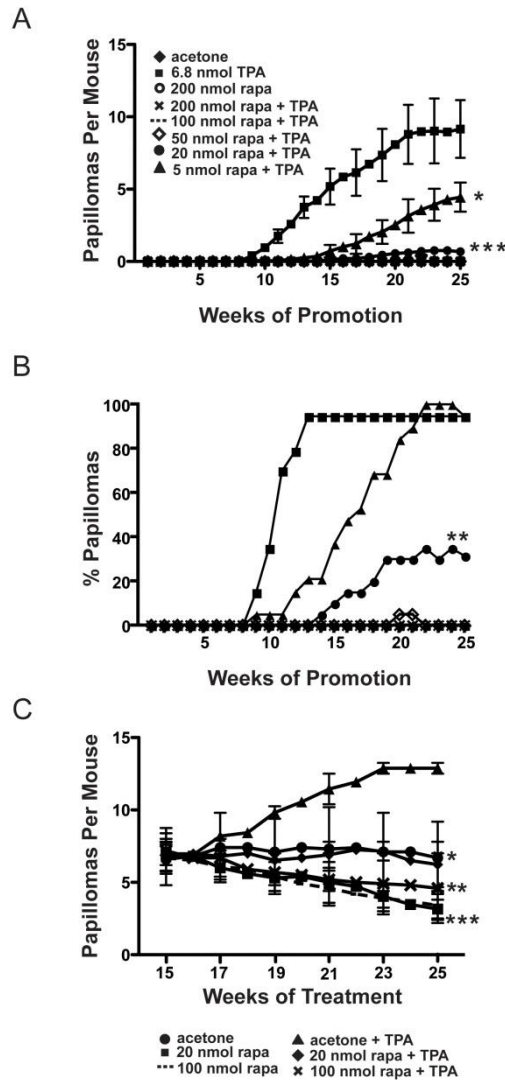 A
15
10
5
0
Papillomas Per Mouse
acetone
6.8 nmol TPA
200 nmol rapa
200 nmol rapa + TPA
100 nmol rapa + TPA
50 nmol rapa + TPA
20 nmol rapa + TPA
5 nmol rapa + TPA
*
***
5 10 15 20 25
Weeks of Promotion
B
100
80
60
40
20
0
% Papillomas
**
5 10 15 20 25
Weeks of Promotion
C
15
10
5
0
Papillomas Per Mouse
*
**
***
15 17 19 21 23 25
Weeks of Treatment
acetone acetone + TPA
20 nmol rapa 20 nmol rapa + TPA
100 nmol rapa 100 nmol rapa + TPA